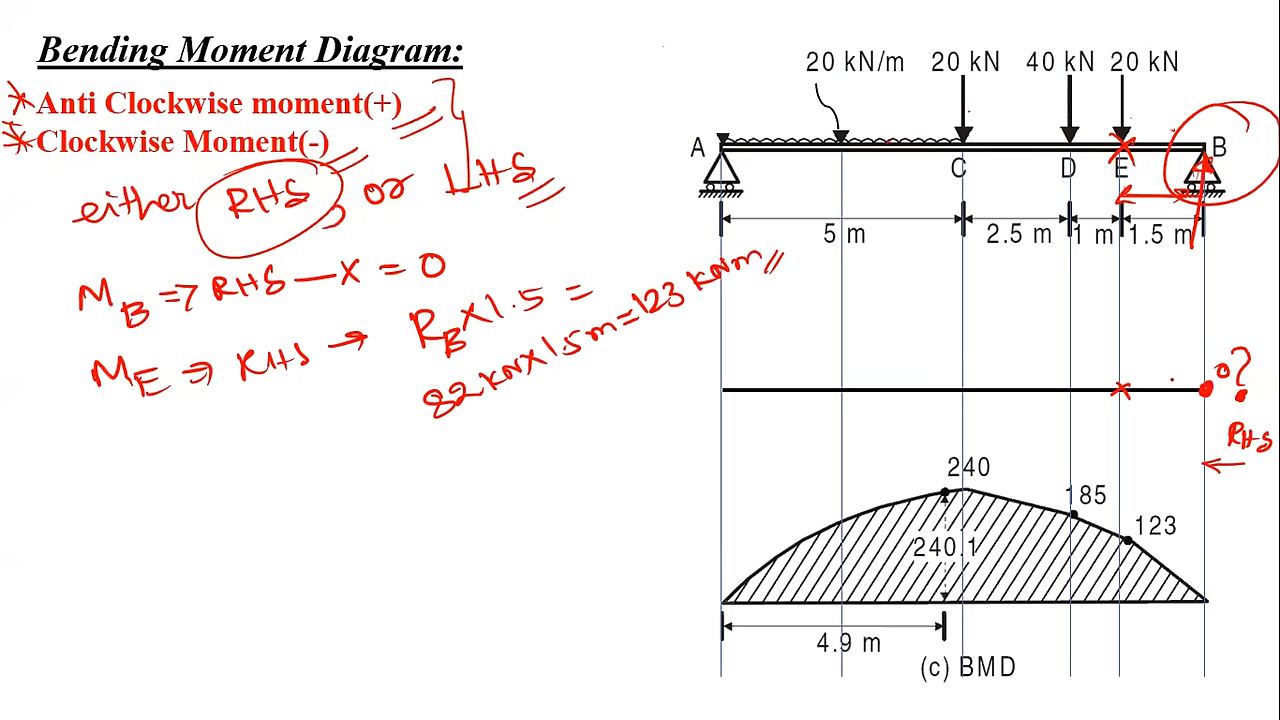 Bending Moment Diagram:
Anti Clockwise moment(+)
Clockwise Moment(-)
either RHS, or LHS
M_B => RHS — X = 0
M_E => RHS → R_B X 1.5 =
82 kN X 1.5 m = 123 kNm //
20 kN/m 20 kN 40 kN 20 kN
A C D E B
5 m 2.5 m 1 m 1.5 m
0?
RHS
240
185
123
240.1
4.9 m
(c) BMD